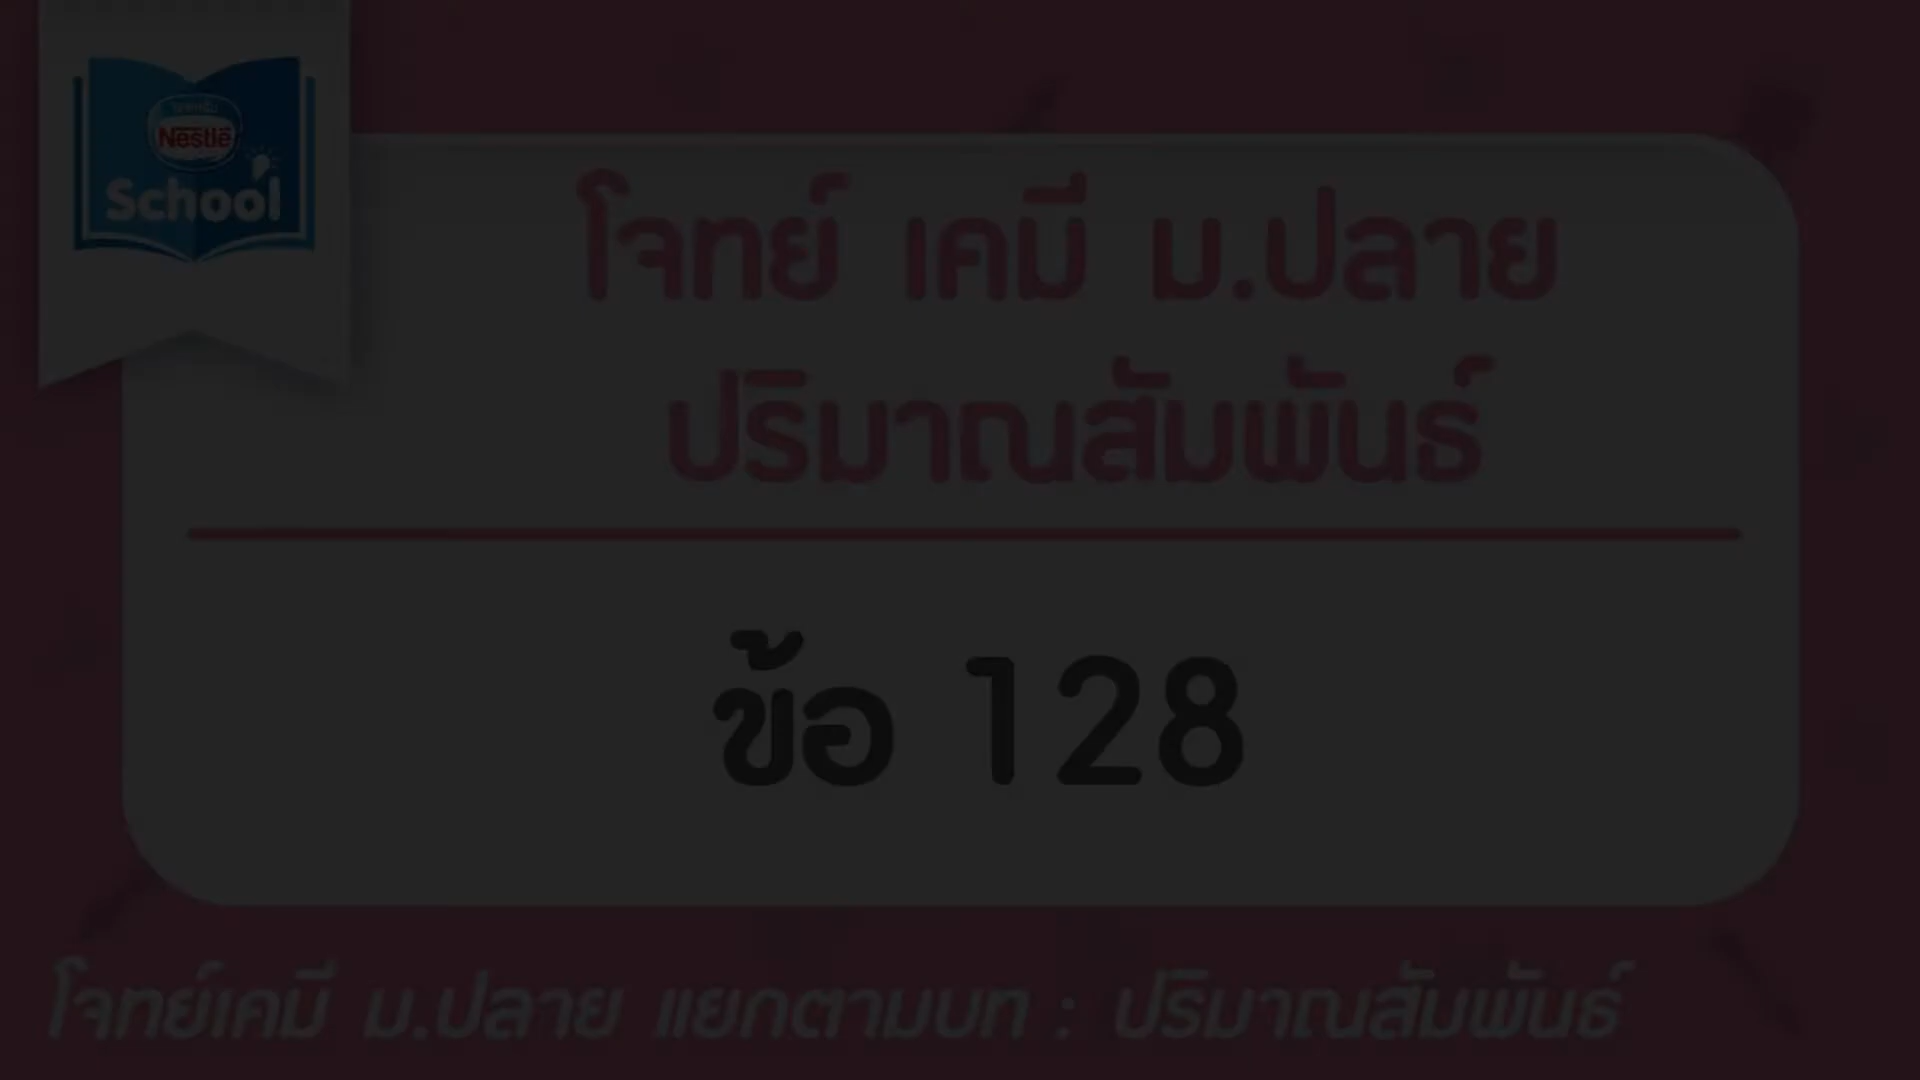 Nestlē
School
โจทย์ เคมี ม.ปลาย
ปริมาณสัมพันธ์
ข้อ 128
โจทย์เคมี ม.ปลาย แยกตามบท : ปริมาณสัมพันธ์